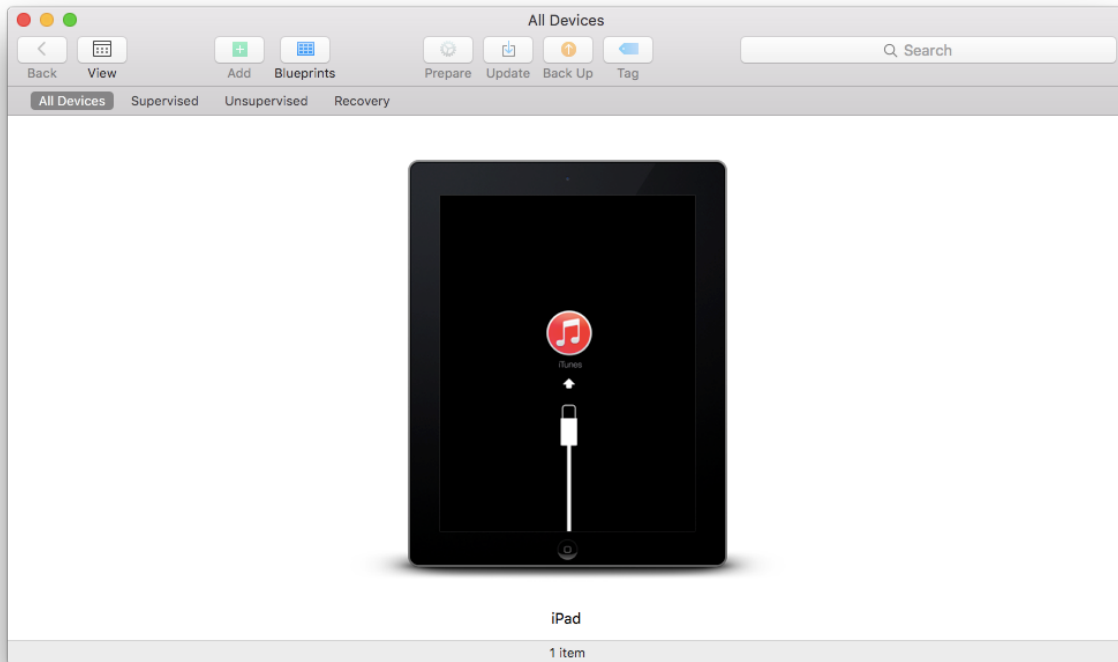 All Devices
Back View Add Blueprints Prepare Update Back Up Tag Search
All Devices Supervised Unsupervised Recovery
iTunes
iPad
1 item